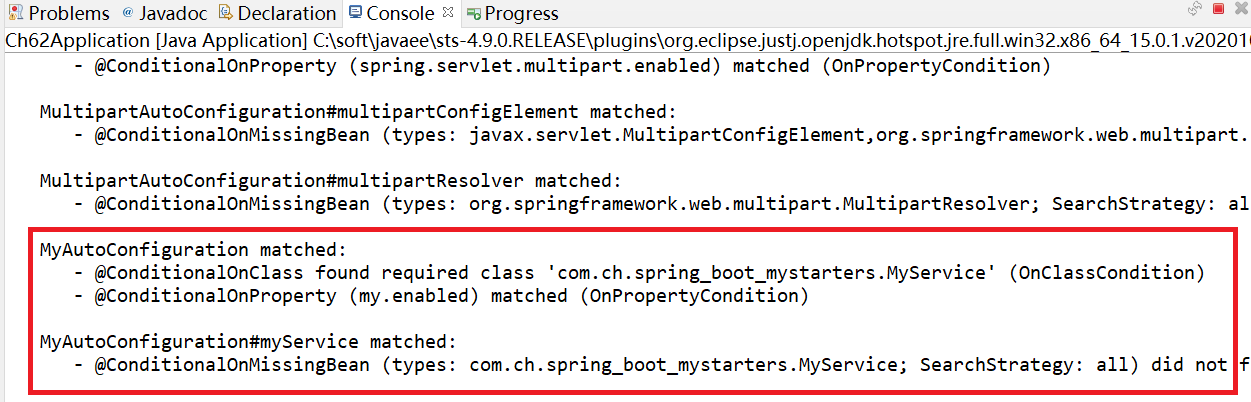 Problems @ Javadoc Declaration Console Progress
Ch62Application [Java Application] C:\soft\javaee\sts-4.9.0.RELEASE\plugins\org.eclipse.justj.openjdk.hotspot.jre.full.win32.x86_64_15.0.1.v20201
- @ConditionalOnProperty (spring.servlet.multipart.enabled) matched (OnPropertyCondition)
MultipartAutoConfiguration#multipartConfigElement matched:
- @ConditionalOnMissingBean (types: javax.servlet.MultipartConfigElement,org.springframework.web.multipart.
MultipartAutoConfiguration#multipartResolver matched:
- @ConditionalOnMissingBean (types: org.springframework.web.multipart.MultipartResolver; SearchStrategy: al
MyAutoConfiguration matched:
- @ConditionalOnClass found required class 'com.ch.spring_boot_mystarters.MyService' (OnClassCondition)
- @ConditionalOnProperty (my.enabled) matched (OnPropertyCondition)
MyAutoConfiguration#myService matched:
- @ConditionalOnMissingBean (types: com.ch.spring_boot_mystarters.MyService; SearchStrategy: all) did not f